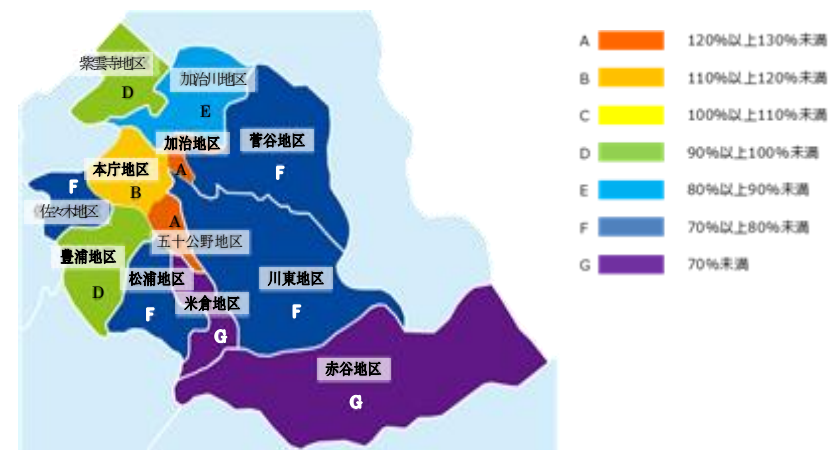 紫雲寺地区
D
加治川地区
E
加治地区
A
菅谷地区
F
本庁地区
B
F
佐々木地区
A
五十公野地区
豊浦地区
D
松浦地区
F
米倉地区
G
川東地区
F
赤谷地区
G
A 120%以上130%未満
B 110%以上120%未満
C 100%以上110%未満
D 90%以上100%未満
E 80%以上90%未満
F 70%以上80%未満
G 70%未満